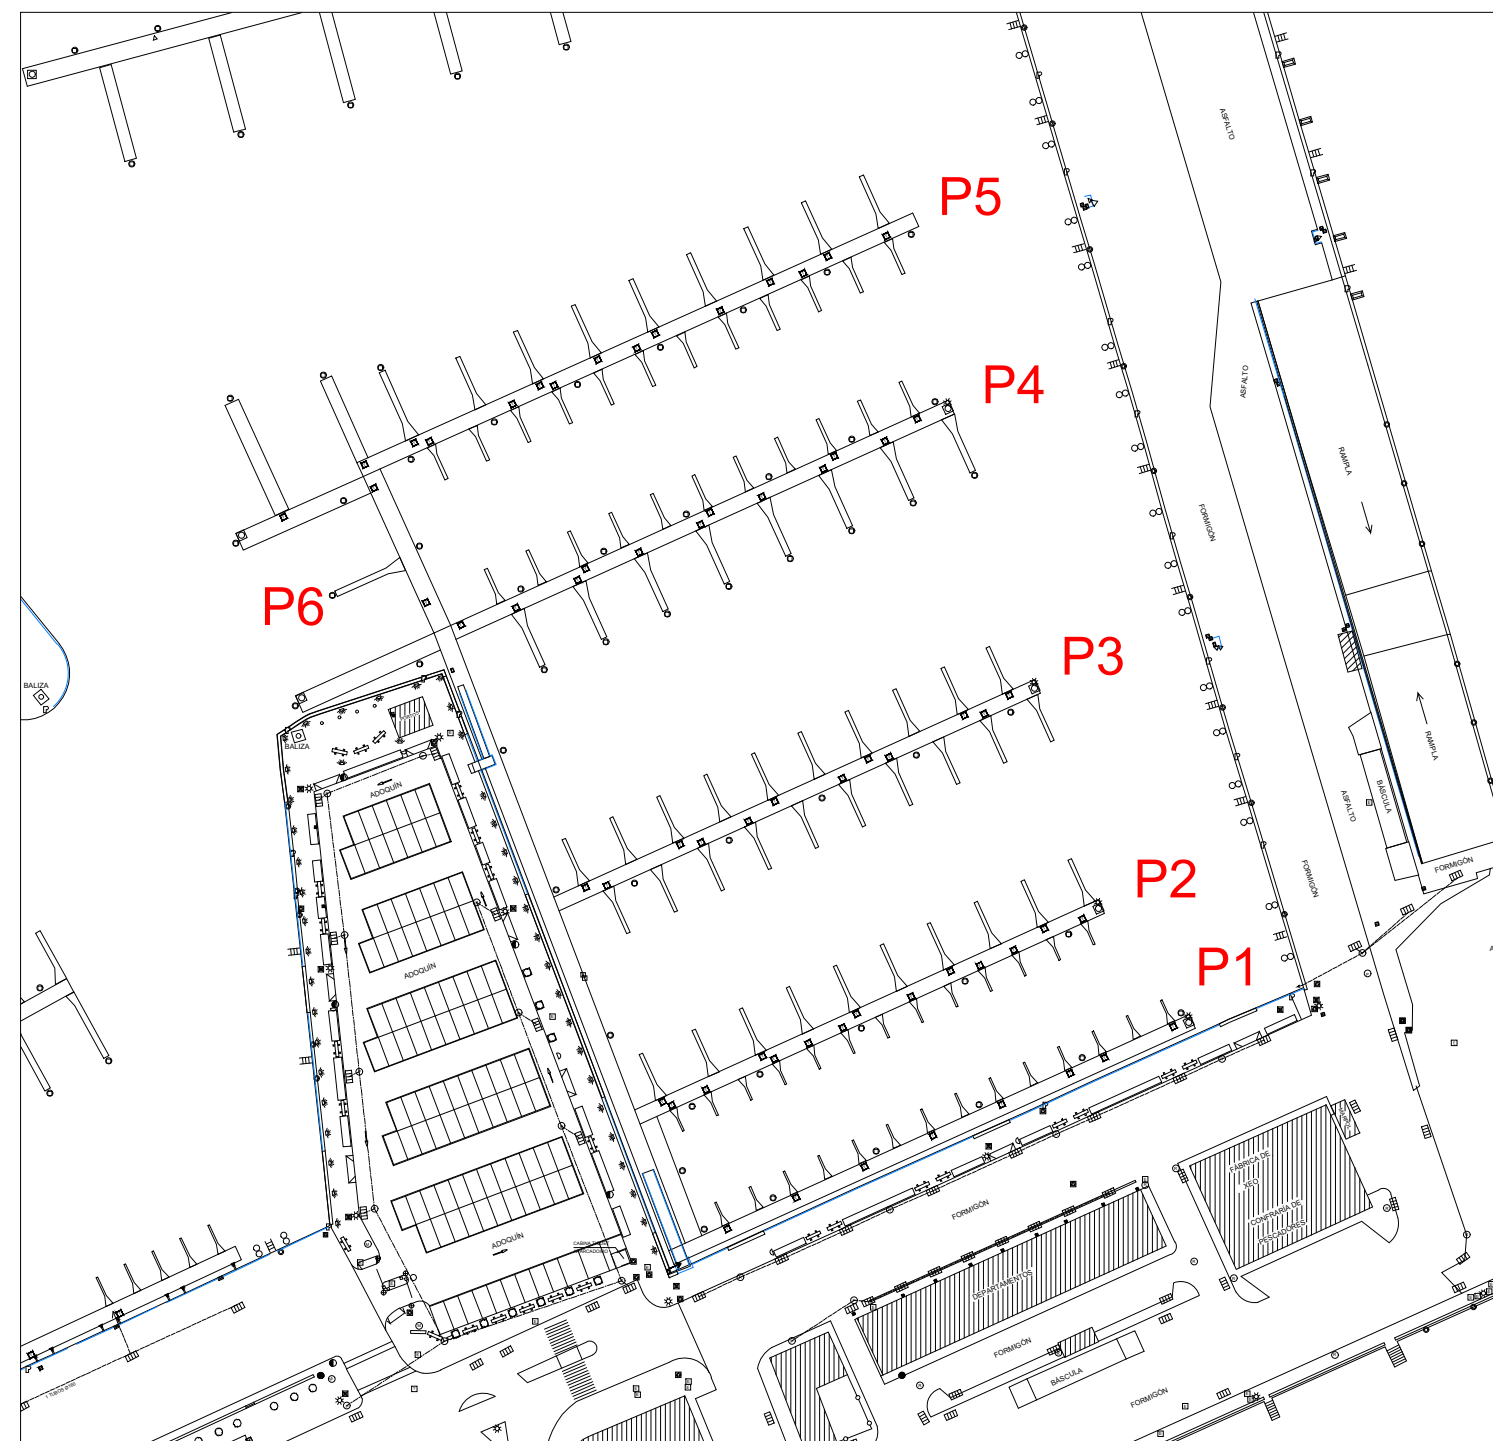 ASFALTO
P5
P4
ASFALTO
RAMPLA
FORMIGÓN
P6
P3
BALIZA
BALIZA
RAMPLA
ADOQUÍN
BÁSCULA
ASFALTO
FORMIGÓN
FORMIGÓN
P2
P1
ADOQUÍN
FÁBRICA DE
XEO
CONFRARIA DE
PESCADORES
FORMIGÓN
ADOQUÍN
DEPARTAMENTOS
FORMIGÓN
BÁSCULA
FORMIGÓN